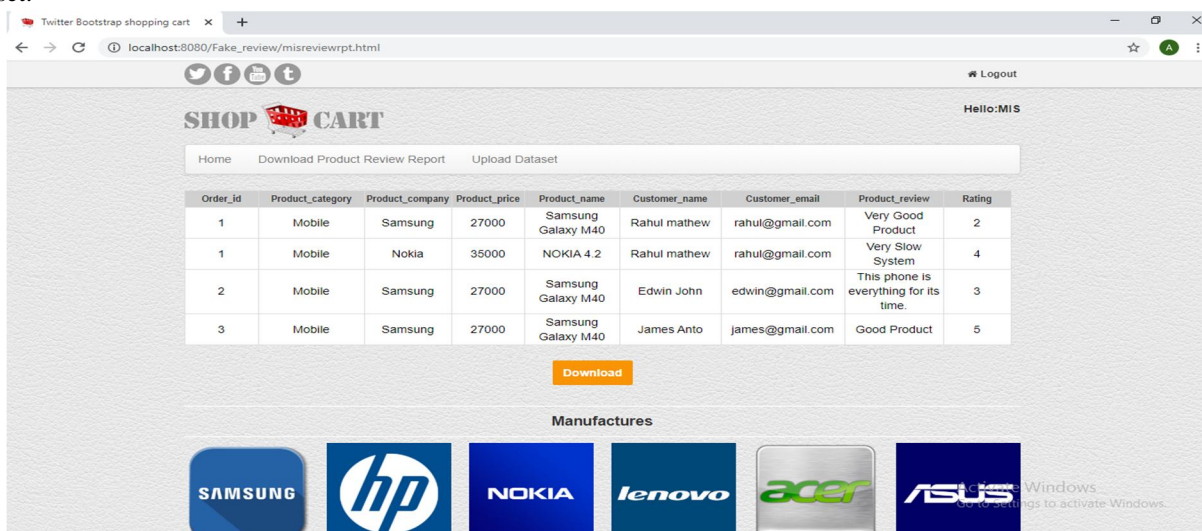 Twitter Bootstrap shopping cart
localhost:8080/Fake_review/misreviewrpt.html
A
You
Tube
Logout
SHOP CART
Hello:MIS
Home Download Product Review Report Upload Dataset
Order_id Product_category Product_company Product_price Product_name Customer_name Customer_email Product_review Rating
1 Mobile Samsung 27000 Samsung Galaxy M40 Rahul mathew rahul@gmail.com Very Good Product 2
1 Mobile Nokia 35000 NOKIA 4.2 Rahul mathew rahul@gmail.com Very Slow System 4
2 Mobile Samsung 27000 Samsung Galaxy M40 Edwin John edwin@gmail.com This phone is everything for its time. 3
3 Mobile Samsung 27000 Samsung Galaxy M40 James Anto james@gmail.com Good Product 5
Download
Manufactures
SAMSUNG hp NOKIA lenovo acer ASUS
Activate Windows
Go to Settings to activate Windows.